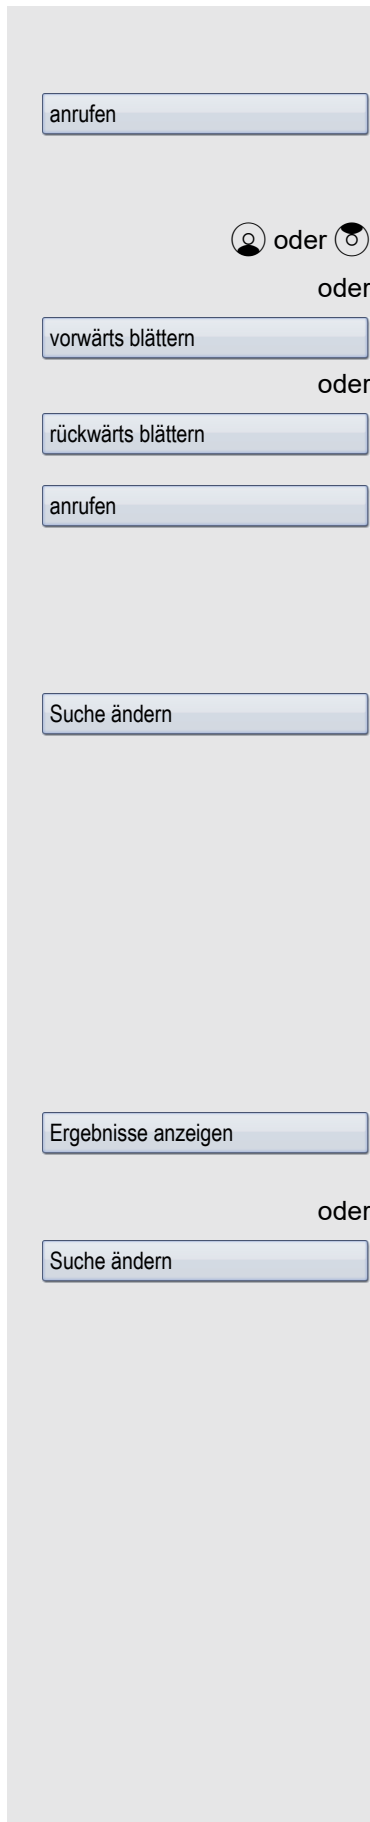 anrufen
oder
oder
vorwärts blättern
oder
rückwärts blättern
anrufen
Suche ändern
Ergebnisse anzeigen
oder
Suche ändern